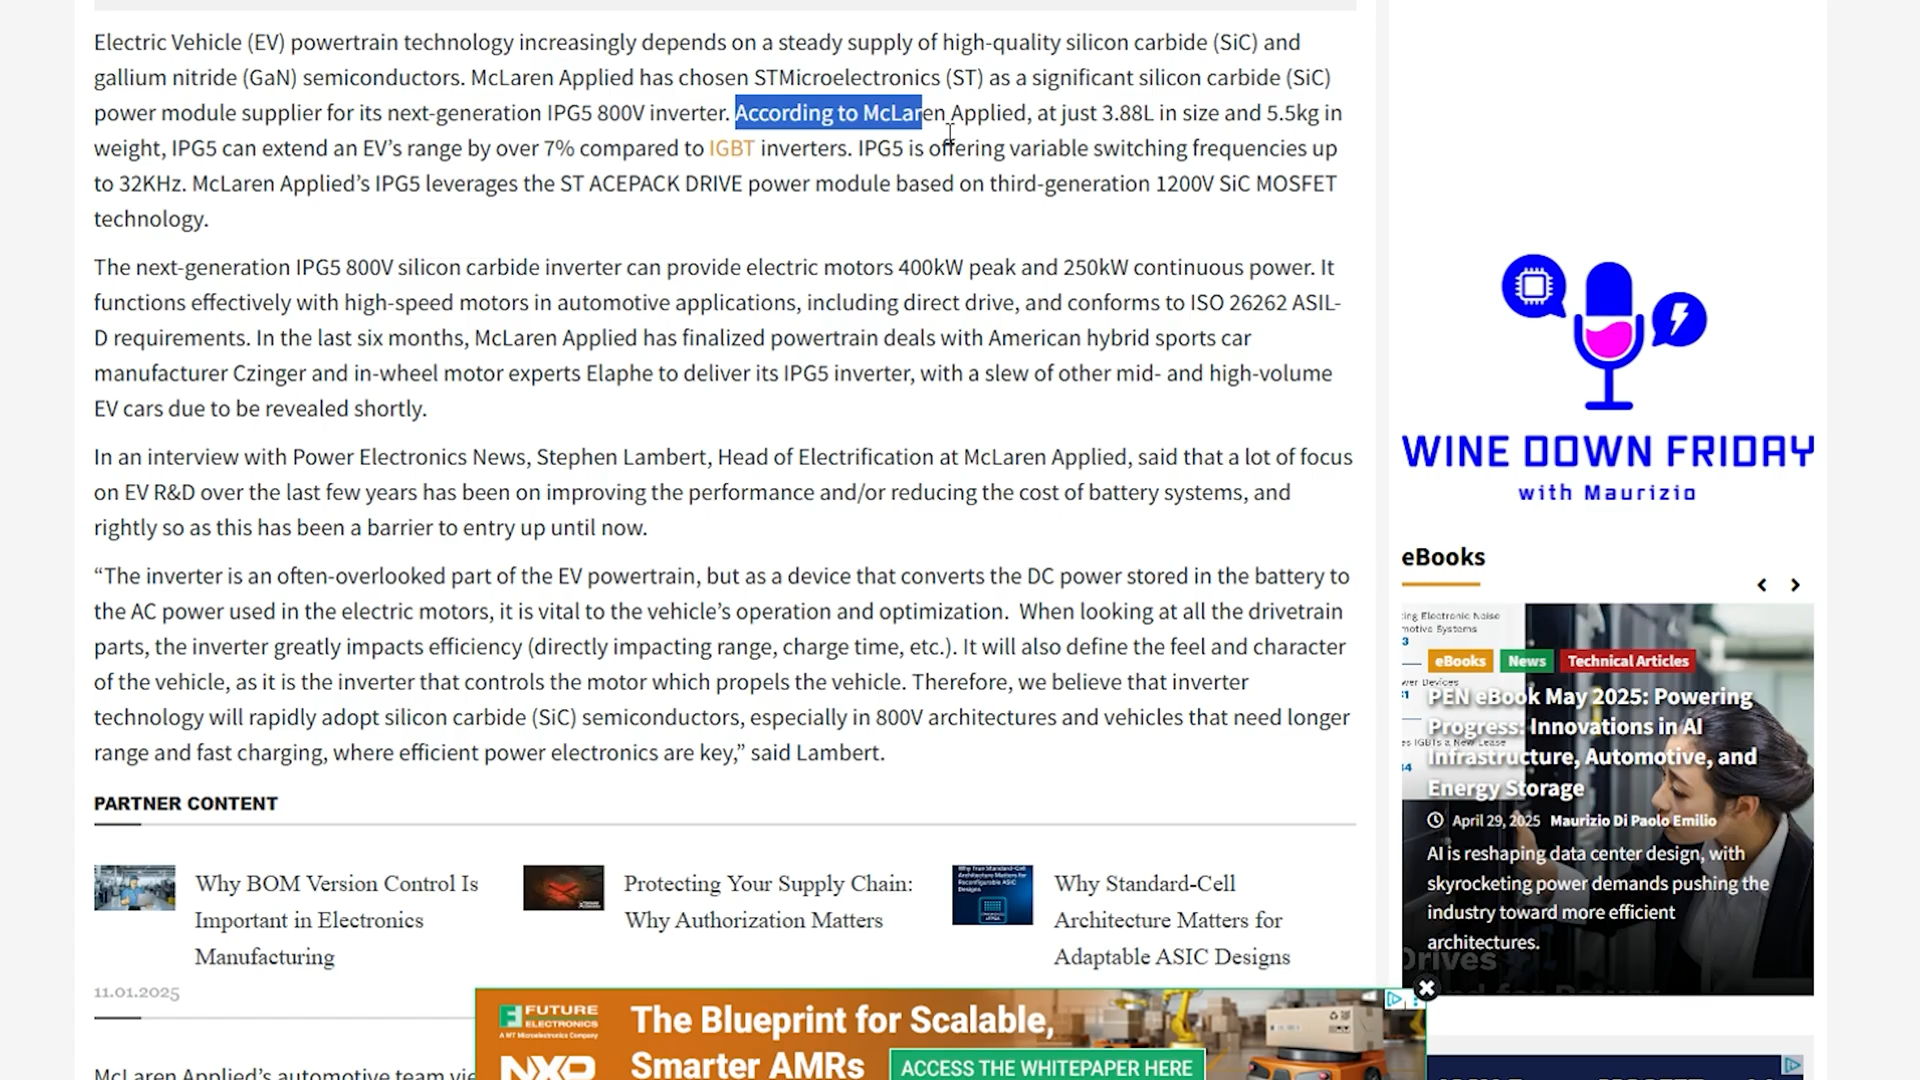 Electric Vehicle (EV) powertrain technology increasingly depends on a steady supply of high-quality silicon carbide (SiC) and
gallium nitride (GaN) semiconductors. McLaren Applied has chosen STMicroelectronics (ST) as a significant silicon carbide (SiC)
power module supplier for its next-generation IPG5 800V inverter. According to McLaren Applied, at just 3.88L in size and 5.5kg in
weight, IPG5 can extend an EV’s range by over 7% compared to IGBT inverters. IPG5 is offering variable switching frequencies up
to 32KHz. McLaren Applied’s IPG5 leverages the ST ACEPACK DRIVE power module based on third-generation 1200V SiC MOSFET
technology.
The next-generation IPG5 800V silicon carbide inverter can provide electric motors 400kW peak and 250kW continuous power. It
functions effectively with high-speed motors in automotive applications, including direct drive, and conforms to ISO 26262 ASIL-
D requirements. In the last six months, McLaren Applied has finalized powertrain deals with American hybrid sports car
manufacturer Czinger and in-wheel motor experts Elaphe to deliver its IPG5 inverter, with a slew of other mid- and high-volume
EV cars due to be revealed shortly.
In an interview with Power Electronics News, Stephen Lambert, Head of Electrification at McLaren Applied, said that a lot of focus
on EV R&D over the last few years has been on improving the performance and/or reducing the cost of battery systems, and
rightly so as this has been a barrier to entry up until now.
“The inverter is an often-overlooked part of the EV powertrain, but as a device that converts the DC power stored in the battery to
the AC power used in the electric motors, it is vital to the vehicle’s operation and optimization. When looking at all the drivetrain
parts, the inverter greatly impacts efficiency (directly impacting range, charge time, etc.). It will also define the feel and character
of the vehicle, as it is the inverter that controls the motor which propels the vehicle. Therefore, we believe that inverter
technology will rapidly adopt silicon carbide (SiC) semiconductors, especially in 800V architectures and vehicles that need longer
range and fast charging, where efficient power electronics are key,” said Lambert.
PARTNER CONTENT
Why BOM Version Control Is
Important in Electronics
Manufacturing
Protecting Your Supply Chain:
Why Authorization Matters
Why Standard-Cell
Architecture Matters for
Adaptable ASIC Designs
11.01.2025
McLaren Applied’s automotive team vie
FUTURE
ELECTRONICS
NXP
The Blueprint for Scalable,
Smarter AMRs
ACCESS THE WHITEPAPER HERE
WINE DOWN FRIDAY
with Maurizio
eBooks
eBooks News Technical Articles
PEN eBook May 2025: Powering
Progress: Innovations in AI
Infrastructure, Automotive, and
Energy Storage
April 29, 2025 Maurizio Di Paolo Emilio
AI is reshaping data center design, with
skyrocketing power demands pushing the
industry toward more efficient
architectures.